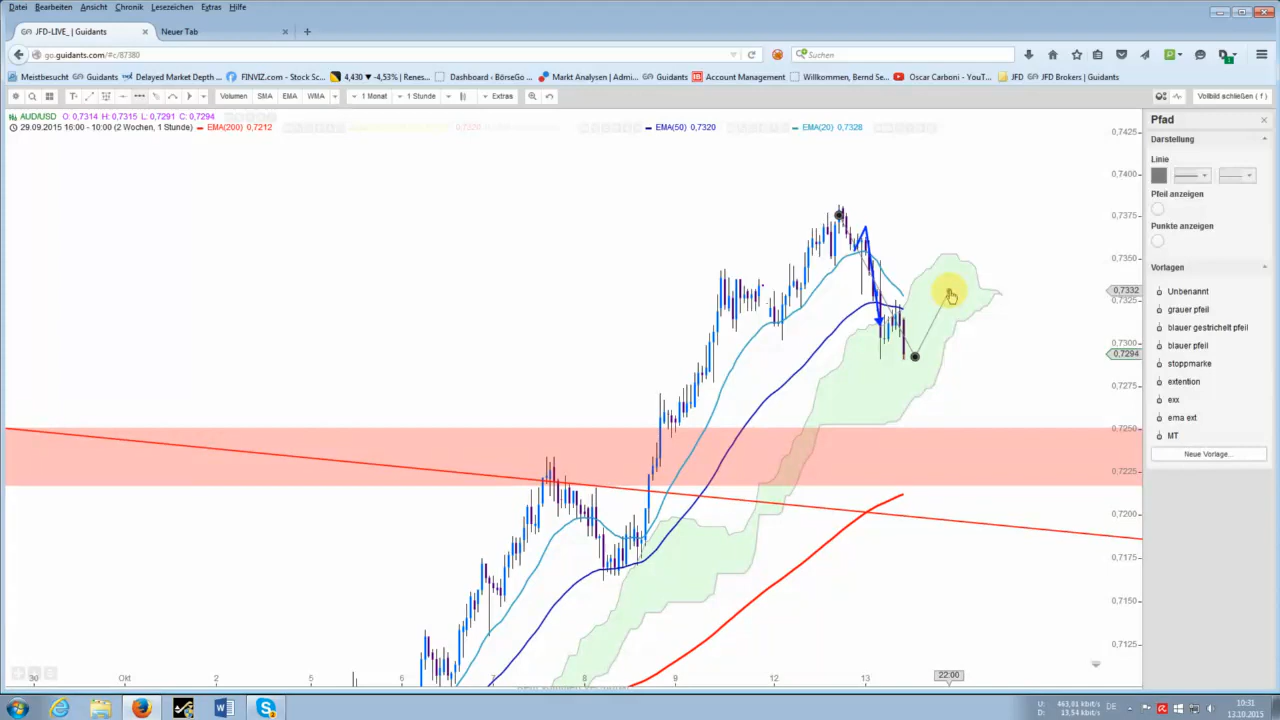 Datei Bearbeiten Ansicht Chronik Lesezeichen Extras Hilfe
JFD-LIVE_ | Guidants
Neuer Tab
go.guidants.com/#c/87380
Suchen
Meistbesucht Guidants Delayed Market Depth ... FINVIZ.com - Stock Sc... 4,430 ▼ -4,53% | Renes... Dashboard - BörseGo ... Markt Analysen | Admi... Guidants Account Management Willkommen, Bernd Se... Oscar Carboni - YouT... JFD JFD Brokers | Guidants
Volumen SMA EMA WMA 1 Monat 1 Stunde Extras Vollbild schließen ( f )
AUD/USD O: 0,7314 H: 0,7315 L: 0,7291 C: 0,7294
29.09.2015 16:00 - 10:00 (2 Wochen, 1 Stunde) EMA(200) 0,7212 EMA(50) 0,7320 EMA(20) 0,7328
0,7425
0,7400
0,7375
0,7350
0,7332
0,7325
0,7300
0,7294
0,7275
0,7250
0,7225
0,7200
0,7175
0,7150
0,7125
30 Okt 2 5 6 7 8 9 12 13 22:00
Pfad
Darstellung
Linie
Pfeil anzeigen
Punkte anzeigen
Vorlagen
Unbenannt
grauer pfeil
blauer gestrichelt pfeil
blauer pfeil
stoppmarke
extention
exx
ema ext
MT
Neue Vorlage...
U: 463,01 kbit/s
D: 13,54 kbit/s
DE
10:31
13.10.2015